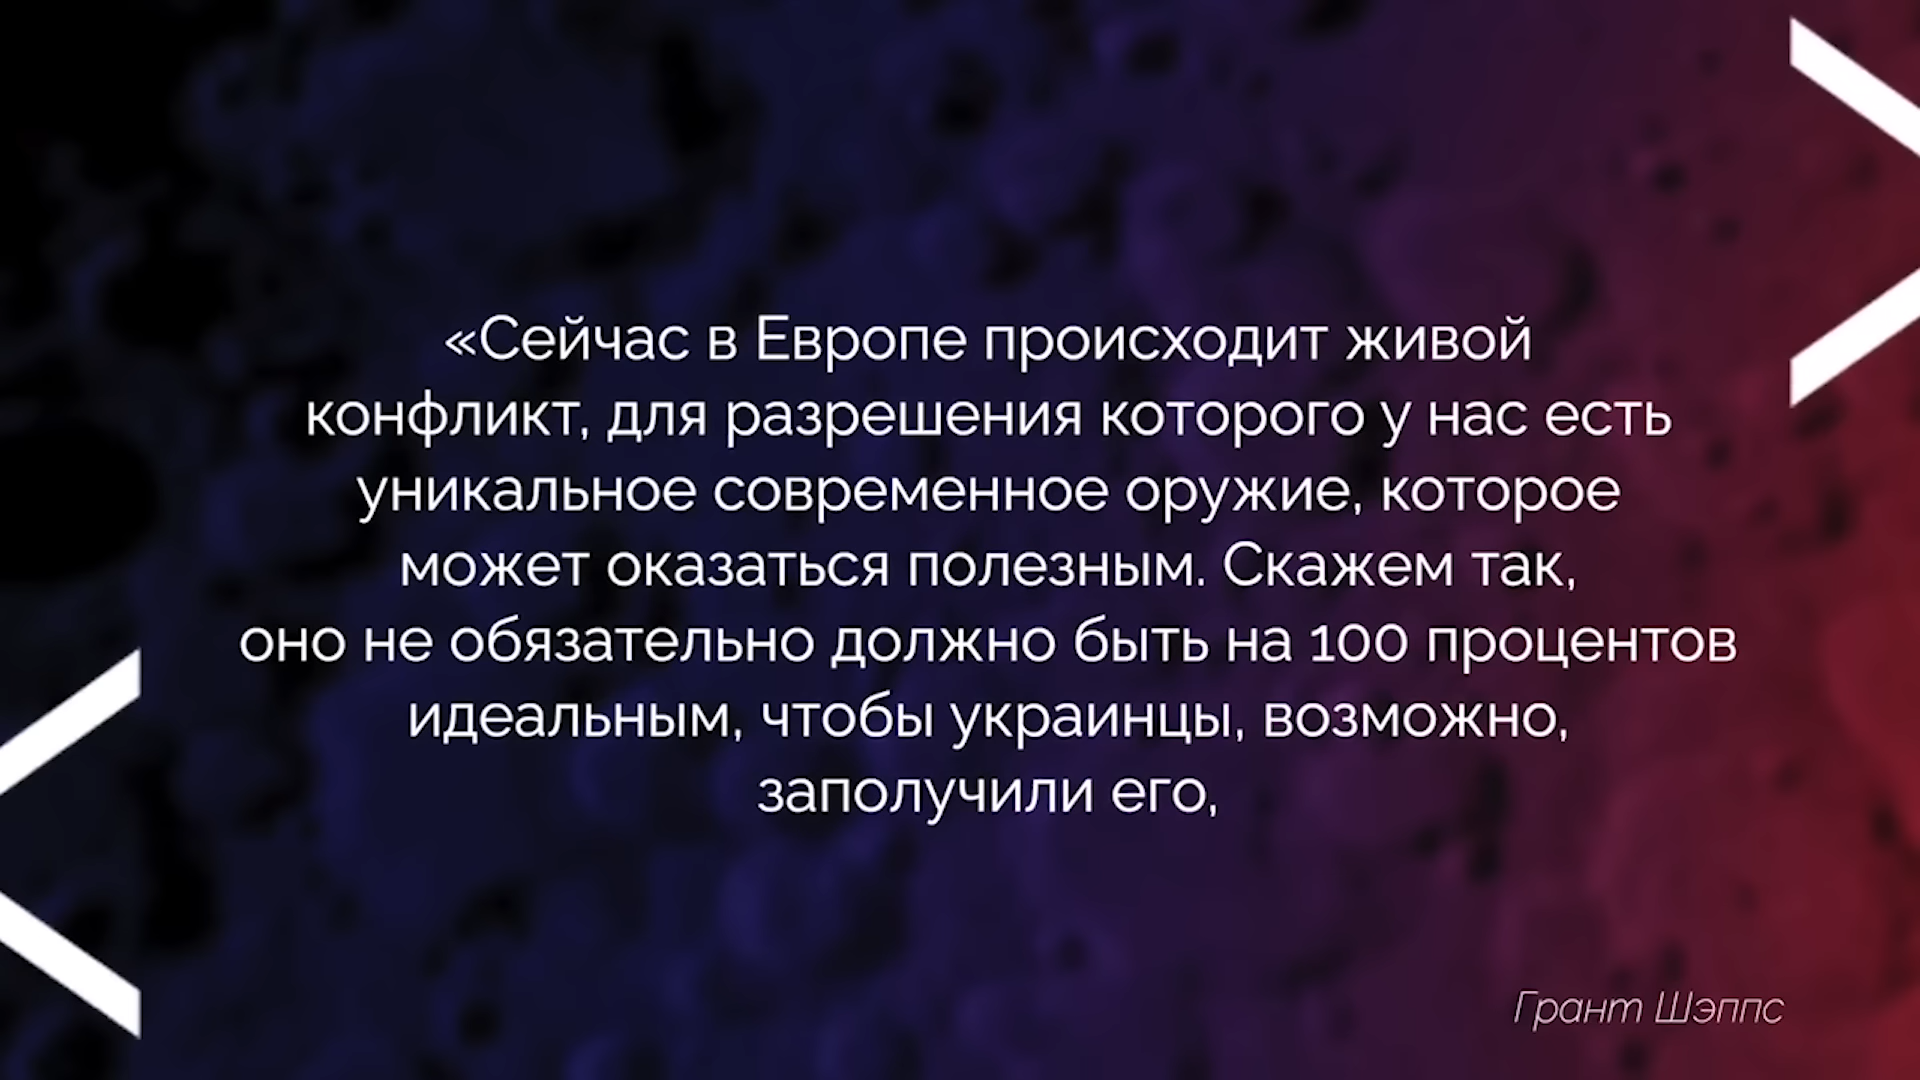 «Сейчас в Европе происходит живой
конфликт, для разрешения которого у нас есть
уникальное современное оружие, которое
может оказаться полезным. Скажем так,
оно не обязательно должно быть на 100 процентов
идеальным, чтобы украинцы, возможно,
заполучили его,
Грант Шэппс